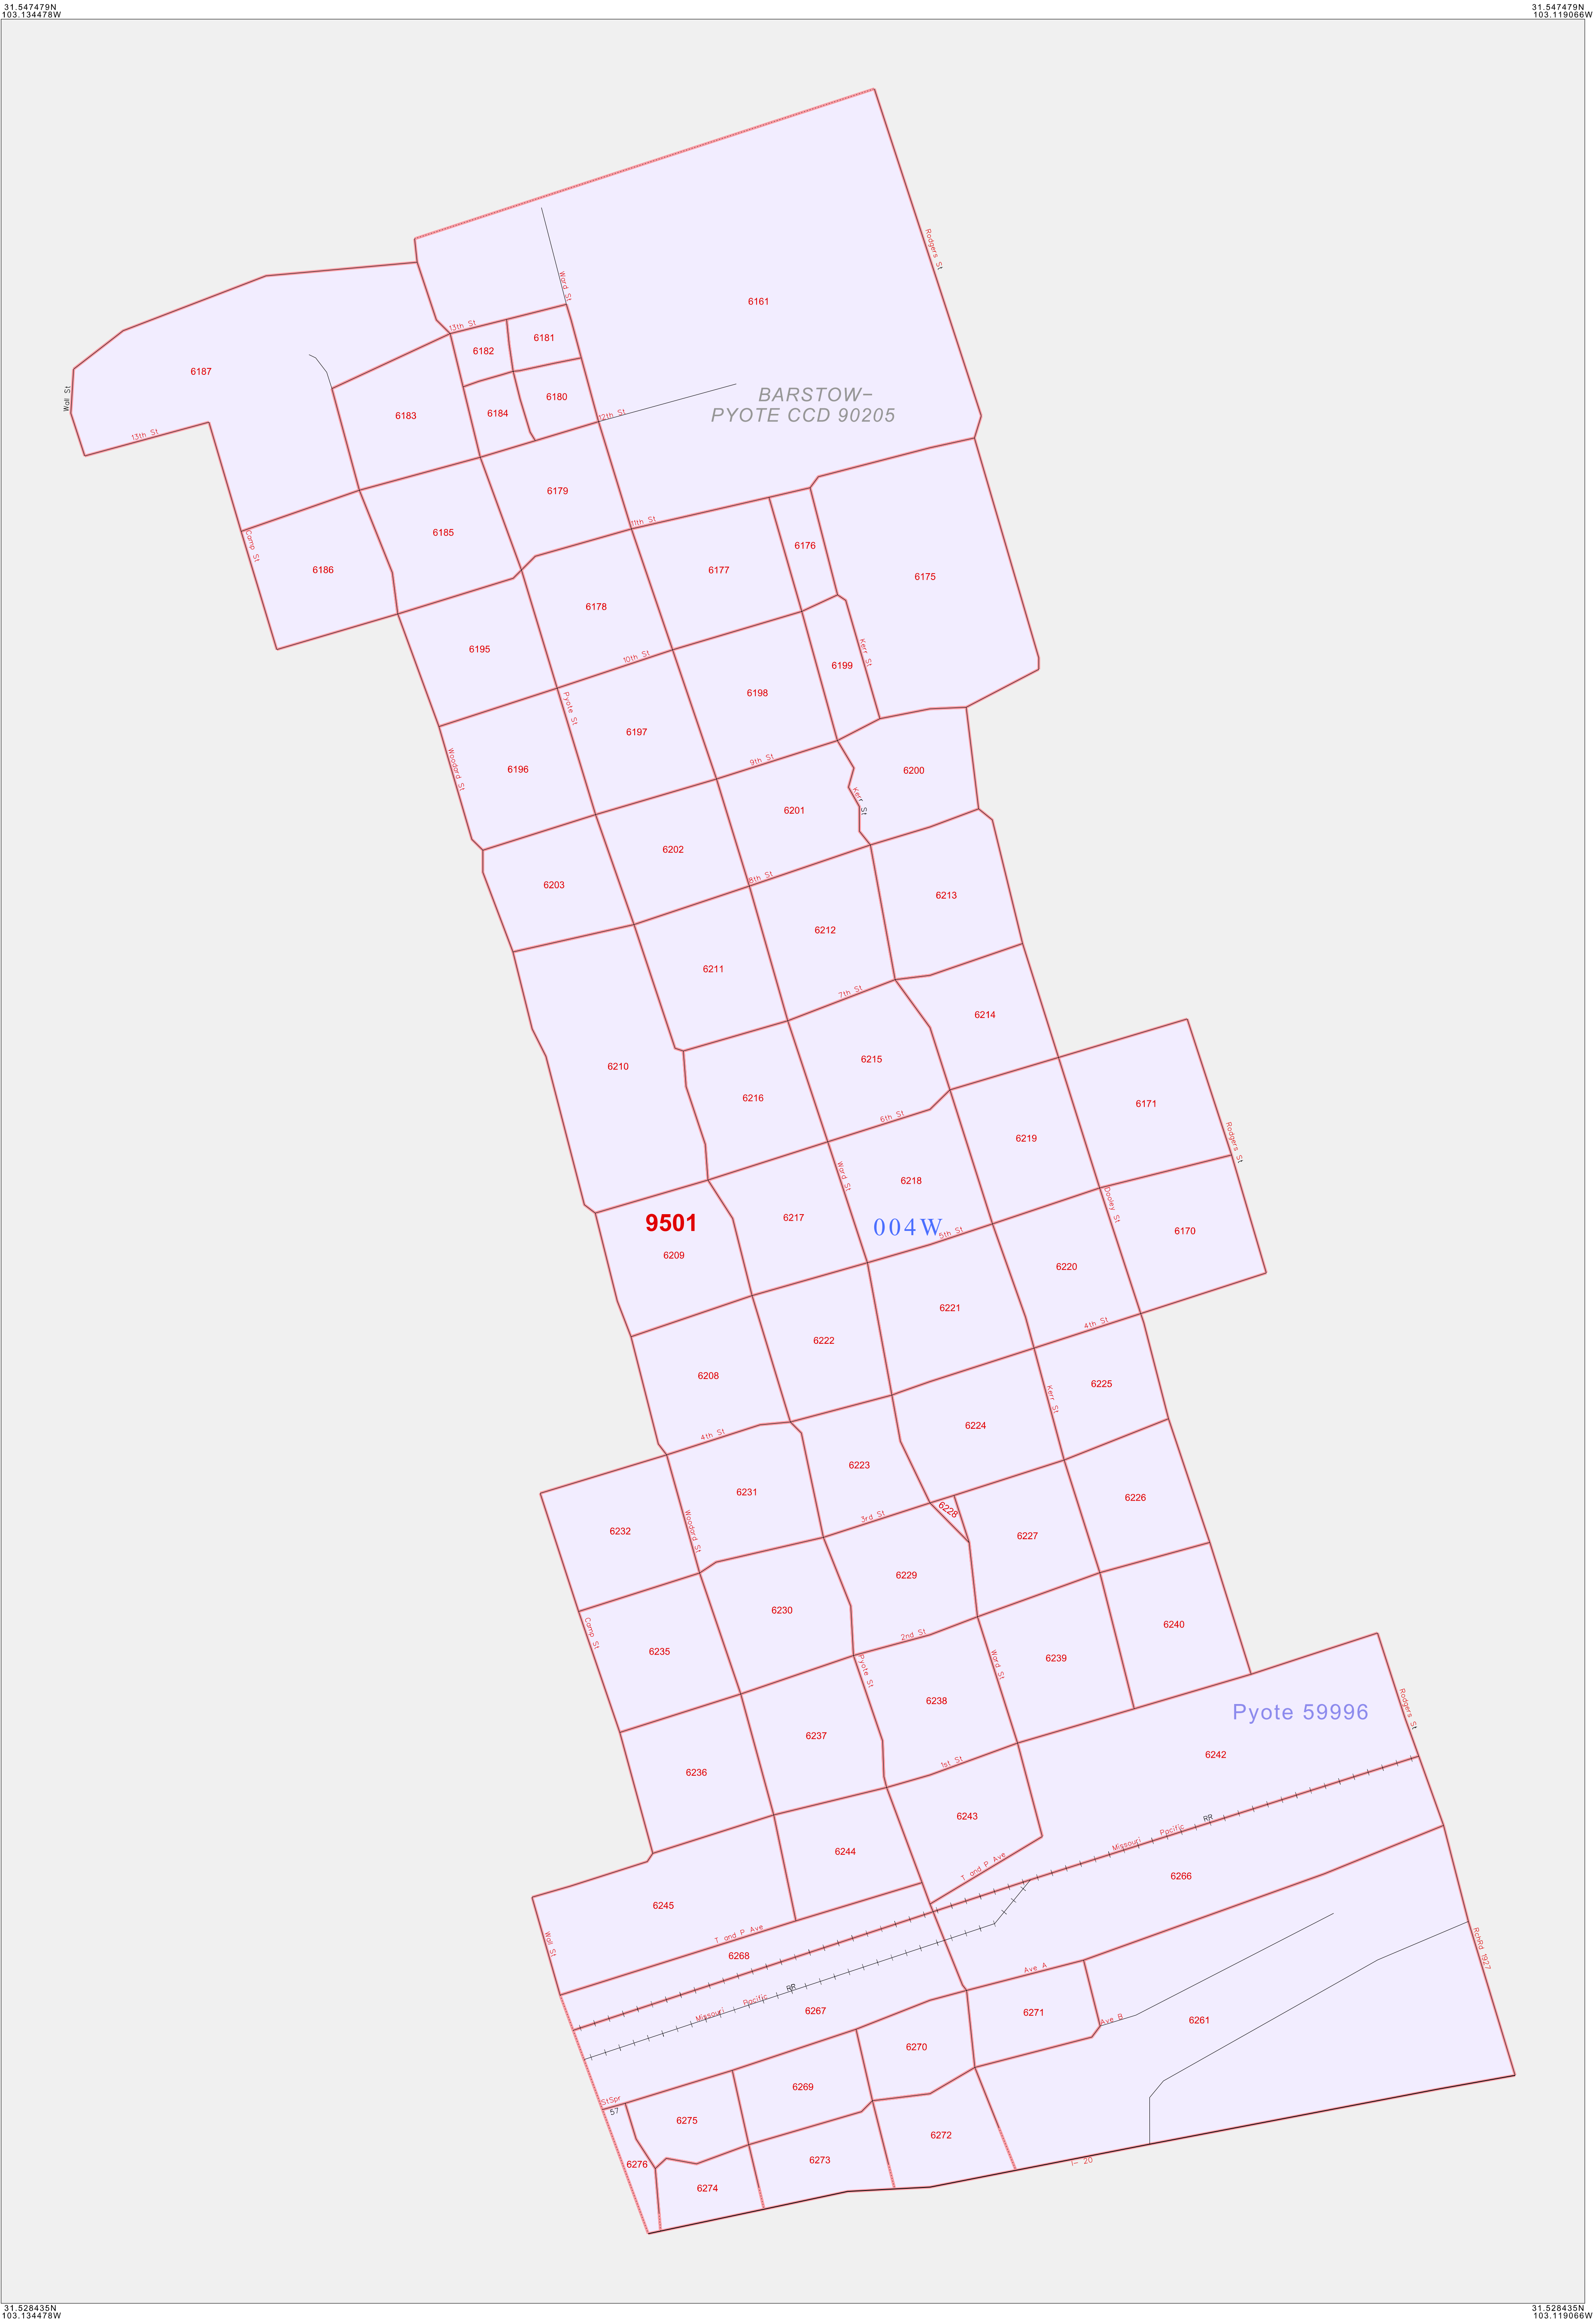 31.547479N
103.134478W
31.547479N
103.119066W
Rodgers St
Ward St
6161
13th St
6181
6182
6187
Wall St
BARSTOW-
PYOTE CCD 90205
6180
6184
6183
12th St
13th St
6179
11th St
6185
Camp St
6176
6177
6186
6175
6178
6195
10th St
Kerr St
6199
6198
Pyote St
6197
Woodard St
6196
9th St
6200
Kerr St
6201
6202
8th St
6203
6213
6212
6211
7th St
6214
6215
6210
6216
6171
6th St
6219
Rodgers St
Ward St
6218
Dooley St
6217
9501
004W
5th St
6170
6209
6220
6221
4th St
6222
6208
6225
Kerr St
6224
4th St
6223
6231
6226
6228
3rd St
Woodard St
6232
6227
6229
6230
Camp St
6240
2nd St
6235
6239
Ward St
Pyote St
6238
Rodgers St
Pyote 59996
6237
6242
1st St
6236
6243
RR
Missouri Pacific
6244
T and P Ave
6266
6245
T and P Ave
Wall St
6268
RchRd 1927
Ave A
RR
Missouri Pacific
6267
6271
Ave B
6261
6270
6269
StSpr
57
6275
6272
6273
I- 20
6276
6274
31.528435N
103.134478W
31.528435N
103.119066W